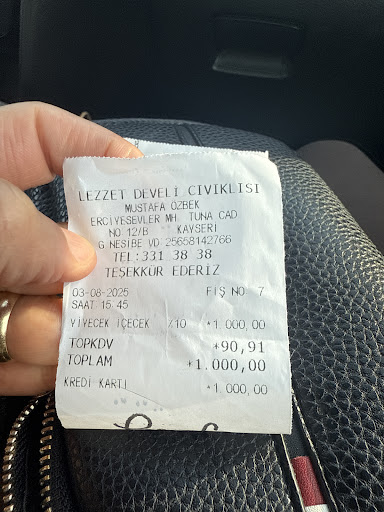 LEZZET DEVELİ CIVIKLISI
MUSTAFA ÖZBEK
ERCİYESEVLER MH. TUNA CAD
NO 12/B KAYSERİ
G.NESİBE VD 25658142766
TEL:331 38 38
TEŞEKKÜR EDERİZ
03-08-2025 FİŞ NO 7
SAAT 15:45
YİYECEK İÇECEK %10 *1.000,00
TOPKDV *90,91
TOPLAM *1.000,00
KREDİ KARTI *1.000,00